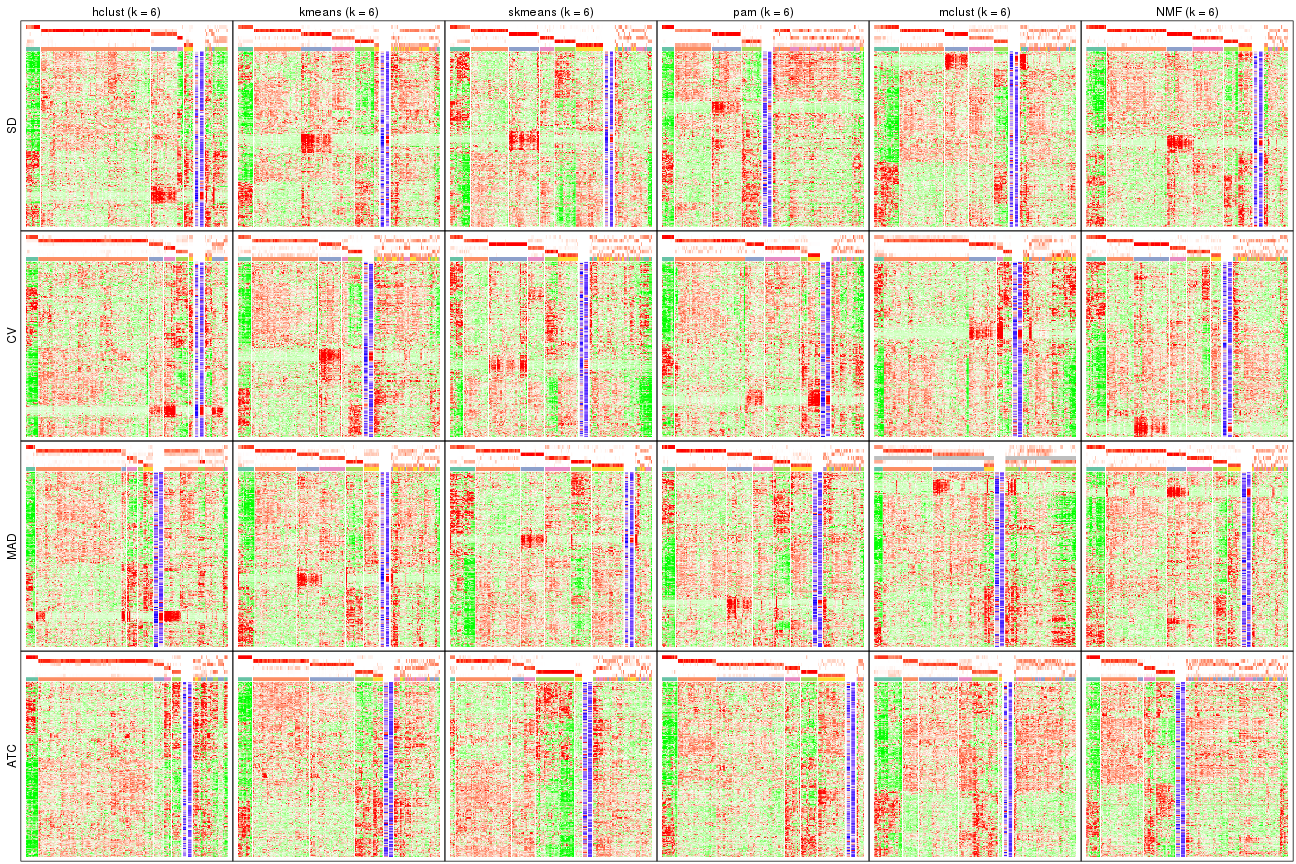 hclust (k = 6)
kmeans (k = 6)
skmeans (k = 6)
pam (k = 6)
mclust (k = 6)
NMF (k = 6)
SD
CV
MAD
ATC